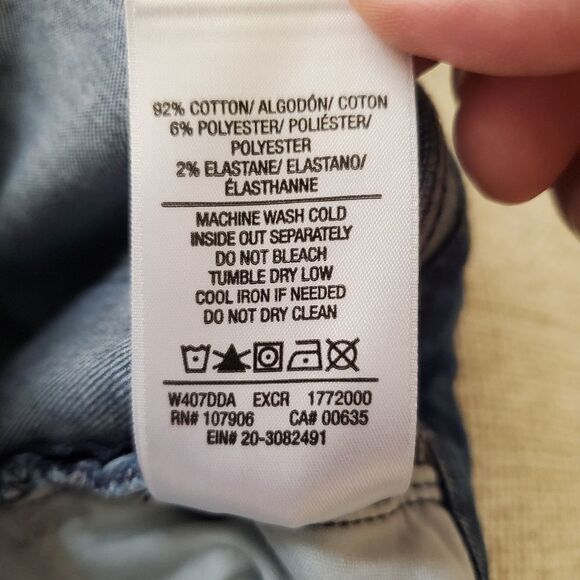 92% COTTON/ ALGODÓN/ COTON
6% POLYESTER/ POLIÉSTER/
POLYESTER
2% ELASTANE/ ELASTANO/
ÉLASTHANNE
MACHINE WASH COLD
INSIDE OUT SEPARATELY
DO NOT BLEACH
TUMBLE DRY LOW
COOL IRON IF NEEDED
DO NOT DRY CLEAN
W407DDA EXCR 1772000
RN# 107906 CA# 00635
EIN# 20-3082491